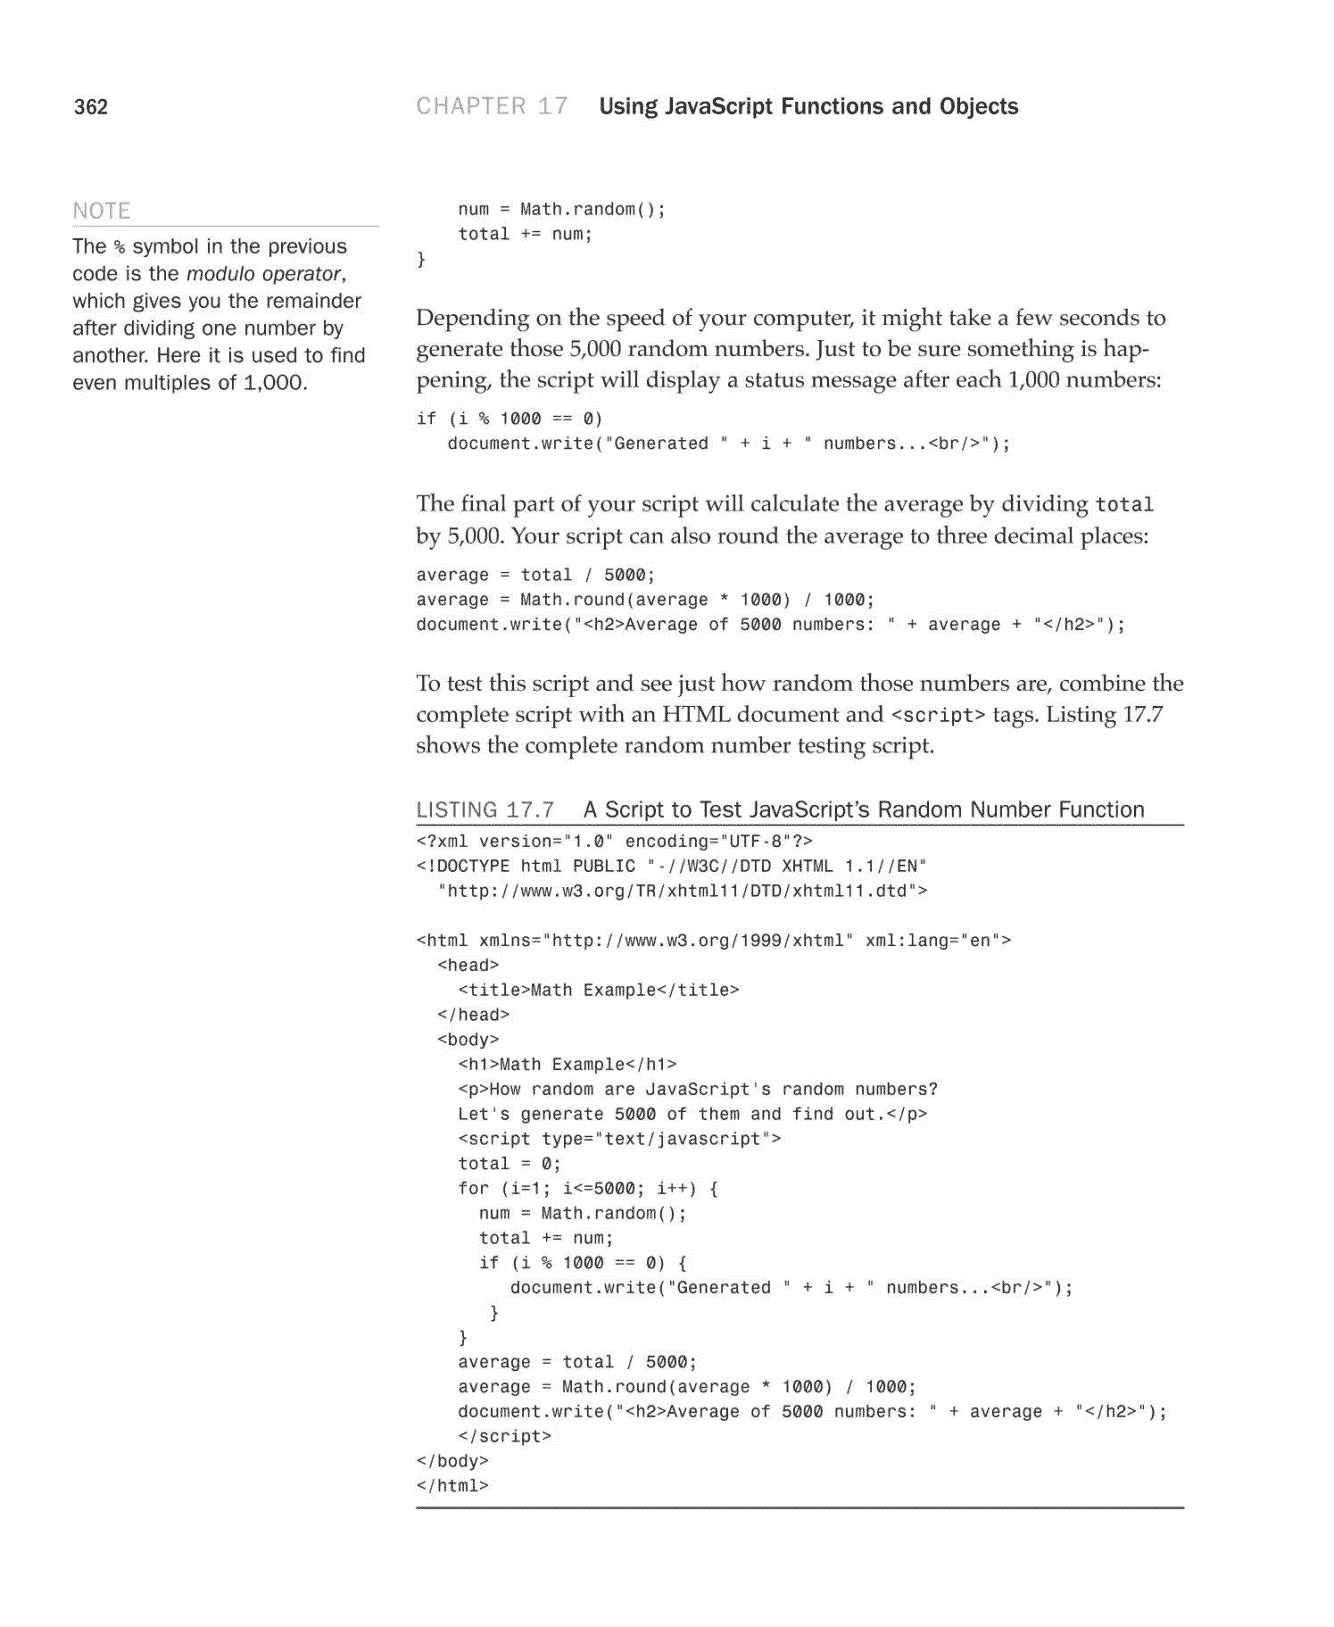 362
CHAPTER 17 Using JavaScript Functions and Objects
NOTE
The % symbol in the previous
code is the modulo operator,
which gives you the remainder
after dividing one number by
another. Here it is used to find
even multiples of 1,000.
num = Math.random();
total += num;
}
Depending on the speed of your computer, it might take a few seconds to
generate those 5,000 random numbers. Just to be sure something is hap-
pening, the script will display a status message after each 1,000 numbers:
if (i % 1000 == 0)
document.write("Generated " + i + " numbers...<br/>");
The final part of your script will calculate the average by dividing total
by 5,000. Your script can also round the average to three decimal places:
average = total / 5000;
average = Math.round(average * 1000) / 1000;
document.write("<h2>Average of 5000 numbers: " + average + "</h2>");
To test this script and see just how random those numbers are, combine the
complete script with an HTML document and <script> tags. Listing 17.7
shows the complete random number testing script.
LISTING 17.7 A Script to Test JavaScript's Random Number Function
<?xml version="1.0" encoding="UTF-8"?>
<!DOCTYPE html PUBLIC "-//W3C//DTD XHTML 1.1//EN"
"http://www.w3.org/TR/xhtml11/DTD/xhtml11.dtd">
<html xmlns="http://www.w3.org/1999/xhtml" xml:lang="en">
<head>
<title>Math Example</title>
</head>
<body>
<h1>Math Example</h1>
<p>How random are JavaScript's random numbers?
Let's generate 5000 of them and find out.</p>
<script type="text/javascript">
total = 0;
for (i=1; i<=5000; i++) {
num = Math.random();
total += num;
if (i % 1000 == 0) {
document.write("Generated " + i + " numbers...<br/>");
}
}
average = total / 5000;
average = Math.round(average * 1000) / 1000;
document.write("<h2>Average of 5000 numbers: " + average + "</h2>");
</script>
</body>
</html>